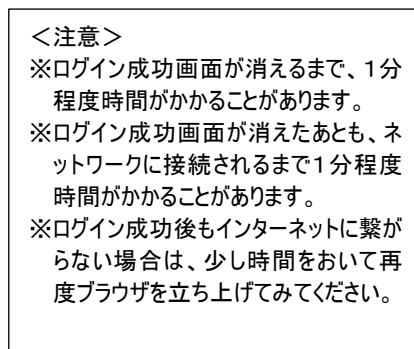 ＜注意＞
※ログイン成功画面が消えるまで、１分
程度時間がかかることがあります。
※ログイン成功画面が消えたあとも、ネ
ットワークに接続されるまで１分程度
時間がかかることがあります。
※ログイン成功後もインターネットに繋が
らない場合は、少し時間をおいて再
度ブラウザを立ち上げてみてください。